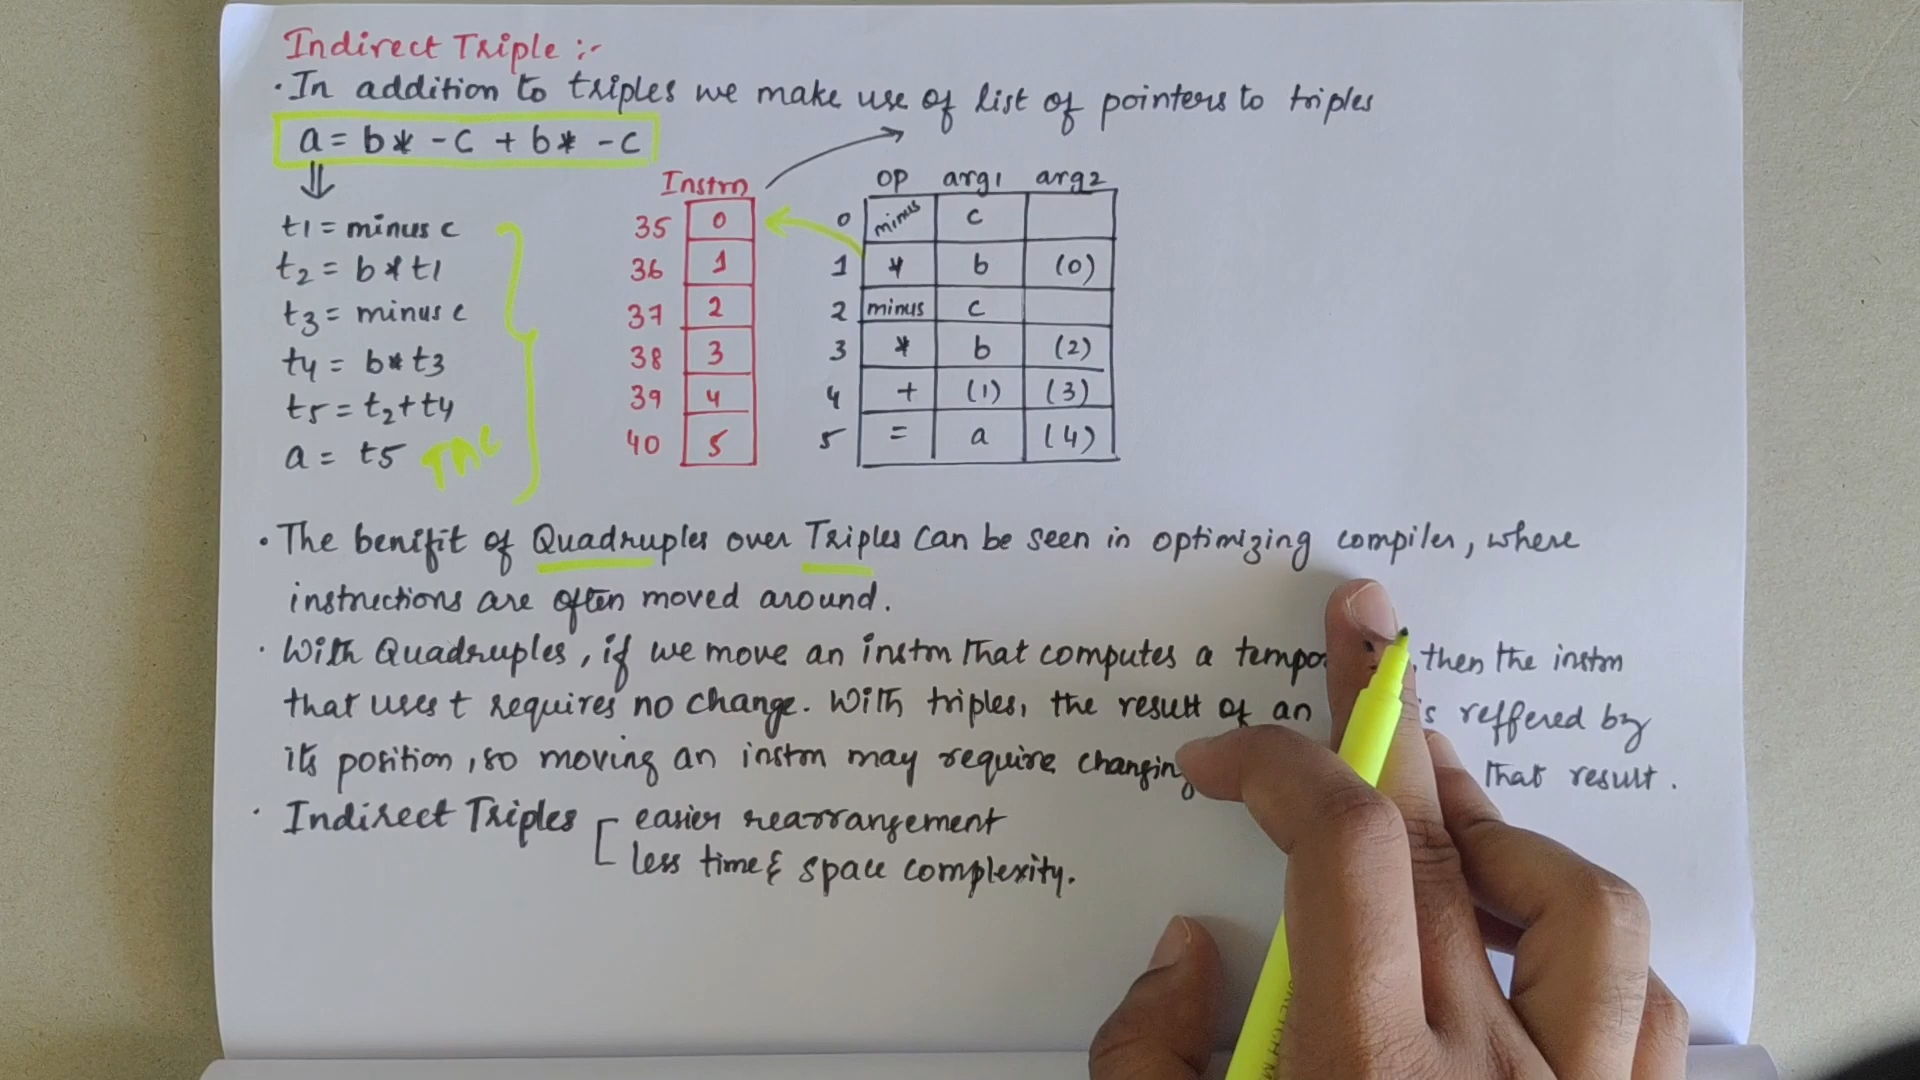 Indirect Triple :-
• In addition to triples we make use of list of pointers to triples
a = b * - c + b * - c
⇓
t1 = minus c
t2 = b * t1
t3 = minus c
t4 = b * t3
t5 = t2 + t4
a = t5 TAC
Instrn
35 0
36 1
37 2
38 3
39 4
40 5
op arg1 arg2
0 minus c
1 * b (0)
2 minus c
3 * b (2)
4 + (1) (3)
5 = a (4)
• The benifit of Quadruples over Triples can be seen in optimizing compiler, where
instructions are often moved around.
• With Quadruples, if we move an instrn that computes a , then the instrn
that uses t requires no change. With triples, the result of an reffered by
its position, so moving an instrn may require changing that result.
• Indirect Triples easier rearrangement
less time & space complexity.